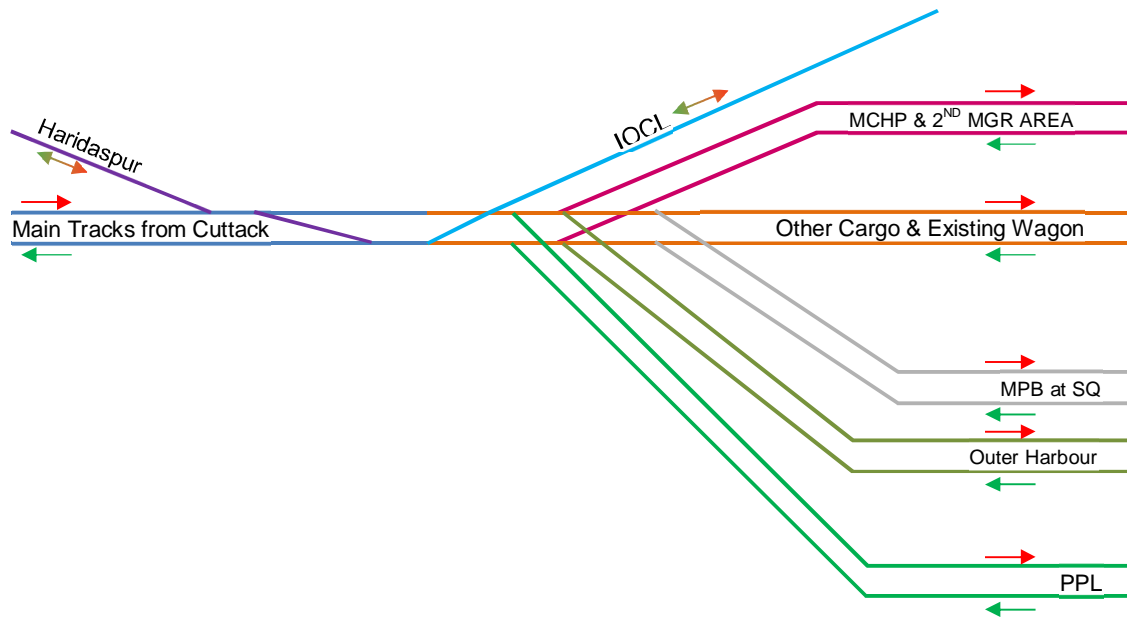 IOCL
MCHP & 2ND MGR AREA
Haridaspur
Main Tracks from Cuttack
Other Cargo & Existing Wagon
MPB at SQ
Outer Harbour
PPL